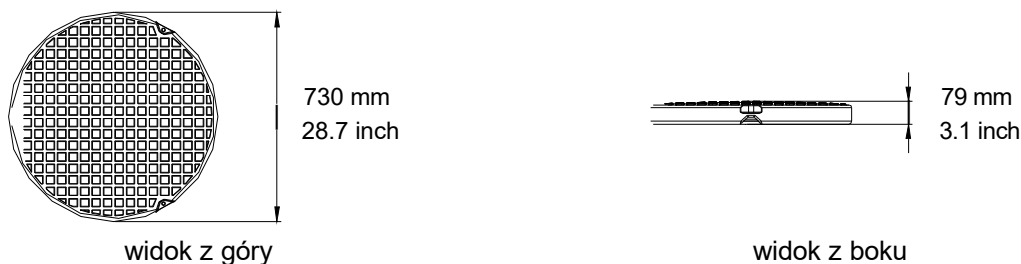 730 mm
28.7 inch
widok z góry
79 mm
3.1 inch
widok z boku